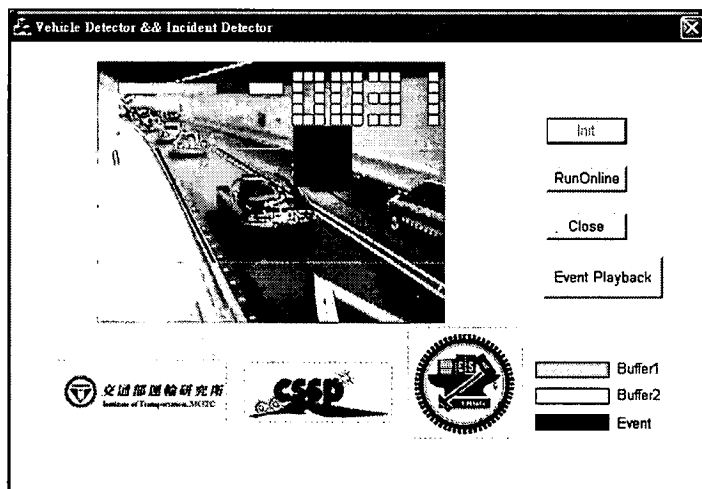 Vehicle Detector && Incident Detector
Init
RunOnline
Close
Event Playback
交通部運輸研究所
Institute of Transportation, MOTC
cssp
Buffer1
Buffer2
Event